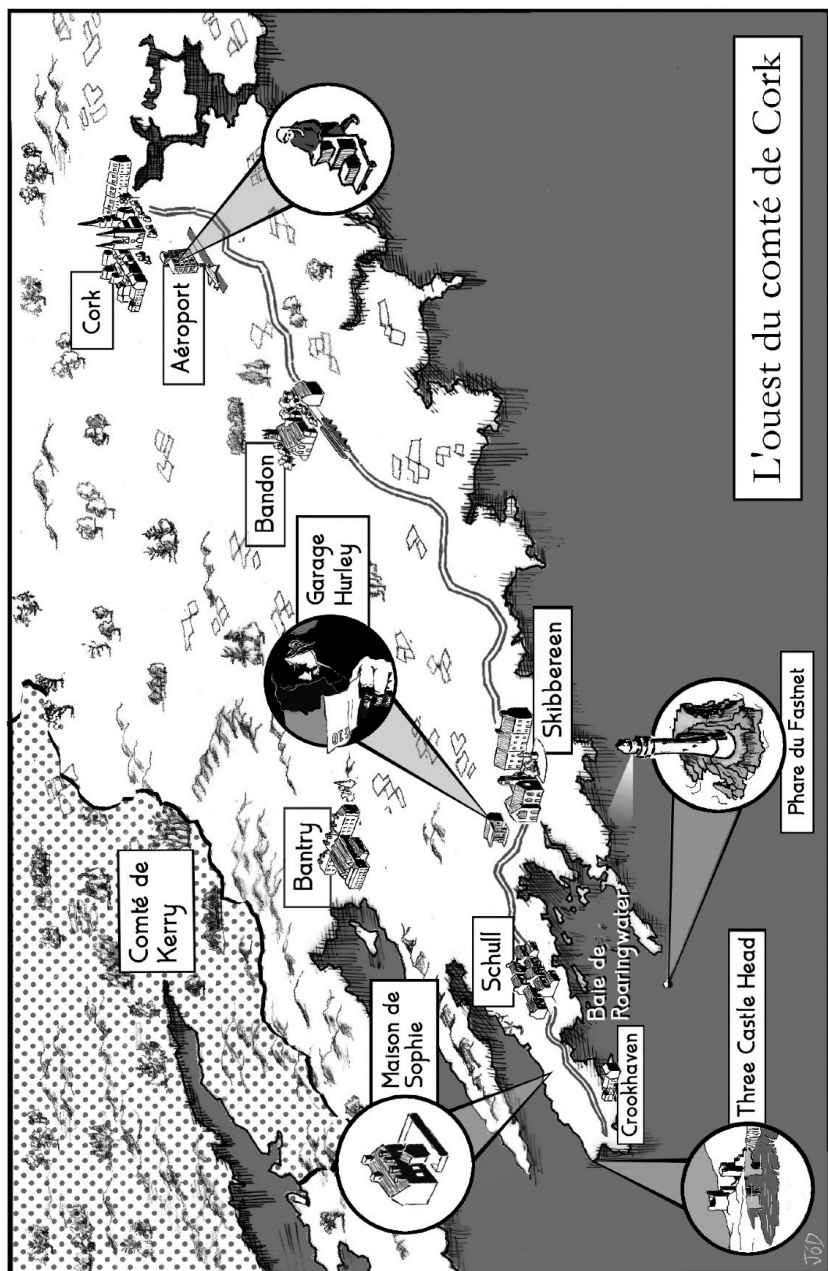 L'ouest du comté de Cork
Cork
Aéroport
Bandon
Garage
Hurley
Skibbereen
Bantry
Comté de
Kerry
Schull
Baie de
Roaringwater
Maison de
Sophie
Crookhaven
Phare du Fastnet
Three Castle Head
JÓD